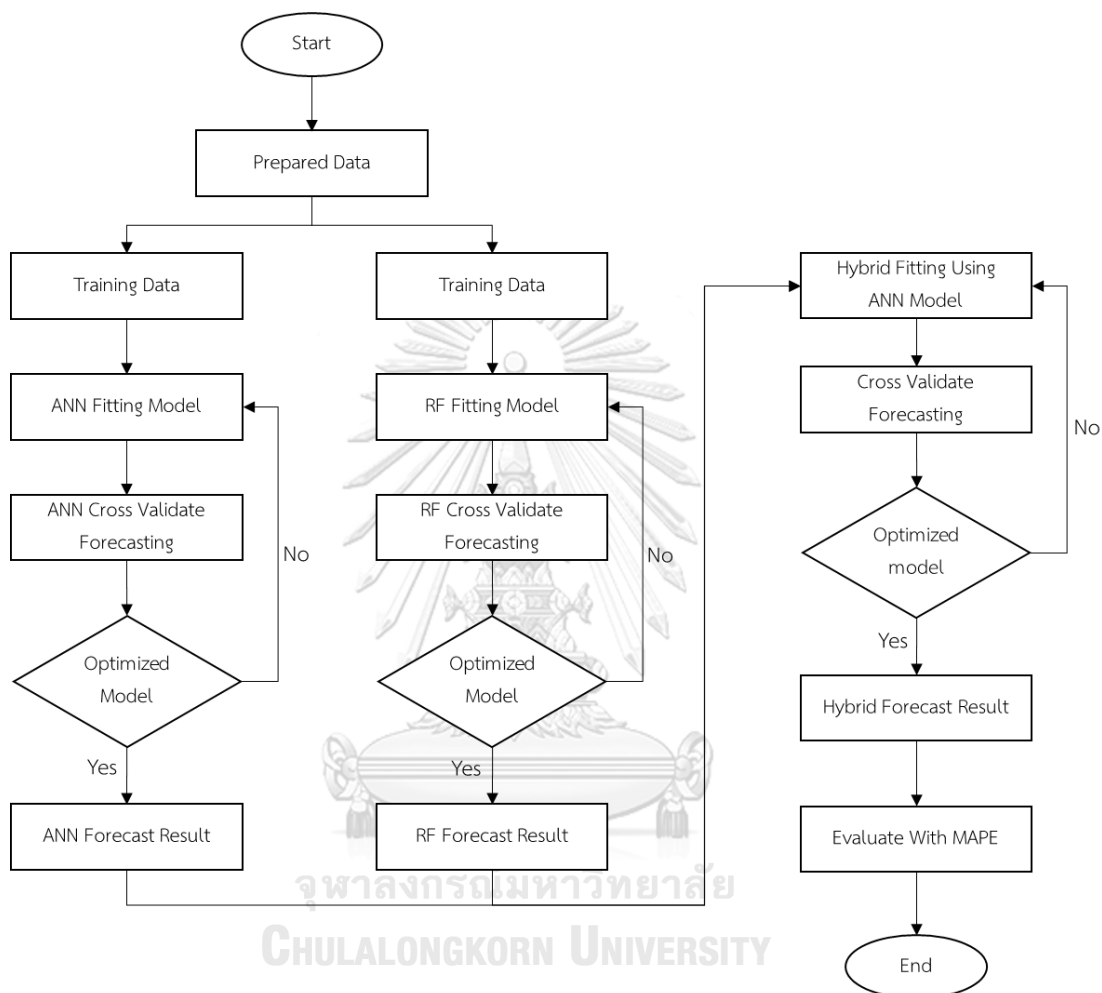 Start
Prepared Data
Training Data
ANN Fitting Model
ANN Cross Validate
Forecasting
No
Optimized
Model
Yes
ANN Forecast Result
Training Data
RF Fitting Model
RF Cross Validate
Forecasting
No
Optimized
Model
Yes
RF Forecast Result
Hybrid Fitting Using
ANN Model
Cross Validate
Forecasting
No
Optimized
model
Yes
Hybrid Forecast Result
Evaluate With MAPE
End
จุฬาลงกรณ์มหาวิทยาลัย
CHULALONGKORN UNIVERSITY